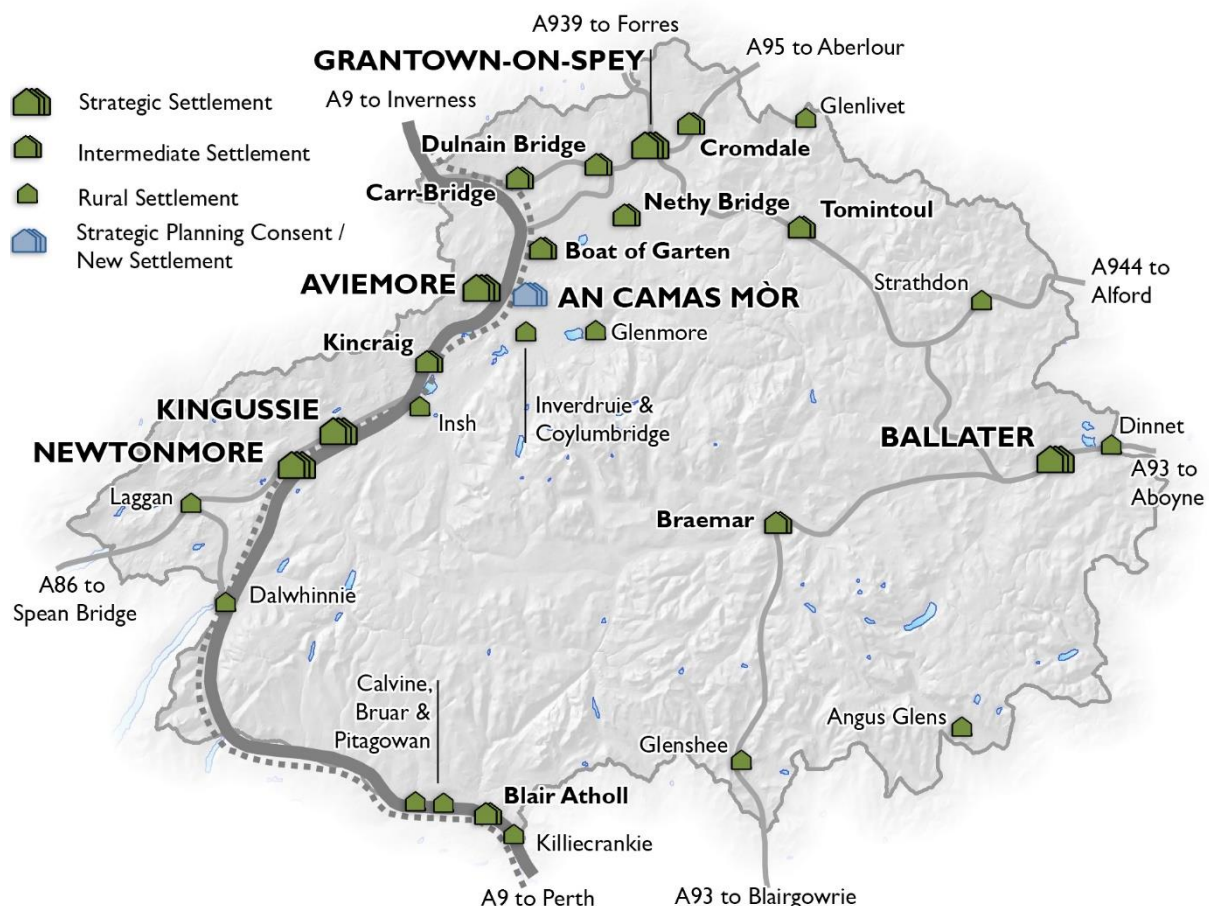 A939 to Forres
A95 to Aberlour
GRANTOWN-ON-SPEY
Strategic Settlement
A9 to Inverness
Glenlivet
Intermediate Settlement
Dulnain Bridge
Cromdale
Rural Settlement
Carr-Bridge
Nethy Bridge
Tomintoul
Strategic Planning Consent /
New Settlement
Boat of Garten
AVIEMORE
AN CAMAS MÒR
Strathdon
A944 to
Alford
Kincraig
Glenmore
KINGUSSIE
Insh
Inverdruie &
Coylumbridge
NEWTONMORE
BALLATER
Dinnet
A93 to
Aboyne
Laggan
Braemar
A86 to
Spean Bridge
Dalwhinnie
Calvine,
Bruar &
Pitagowan
Angus Glens
Glenshee
Blair Atholl
Killiecrankie
A9 to Perth
A93 to Blairgowrie